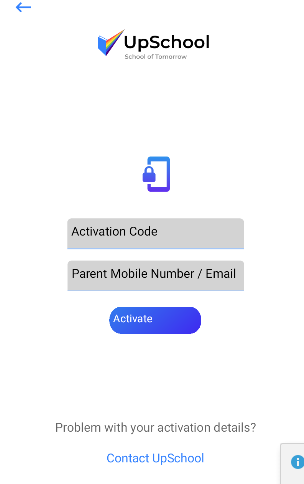 UpSchool
School of Tomorrow
Activation Code
Parent Mobile Number / Email
Activate
Problem with your activation details?
Contact UpSchool